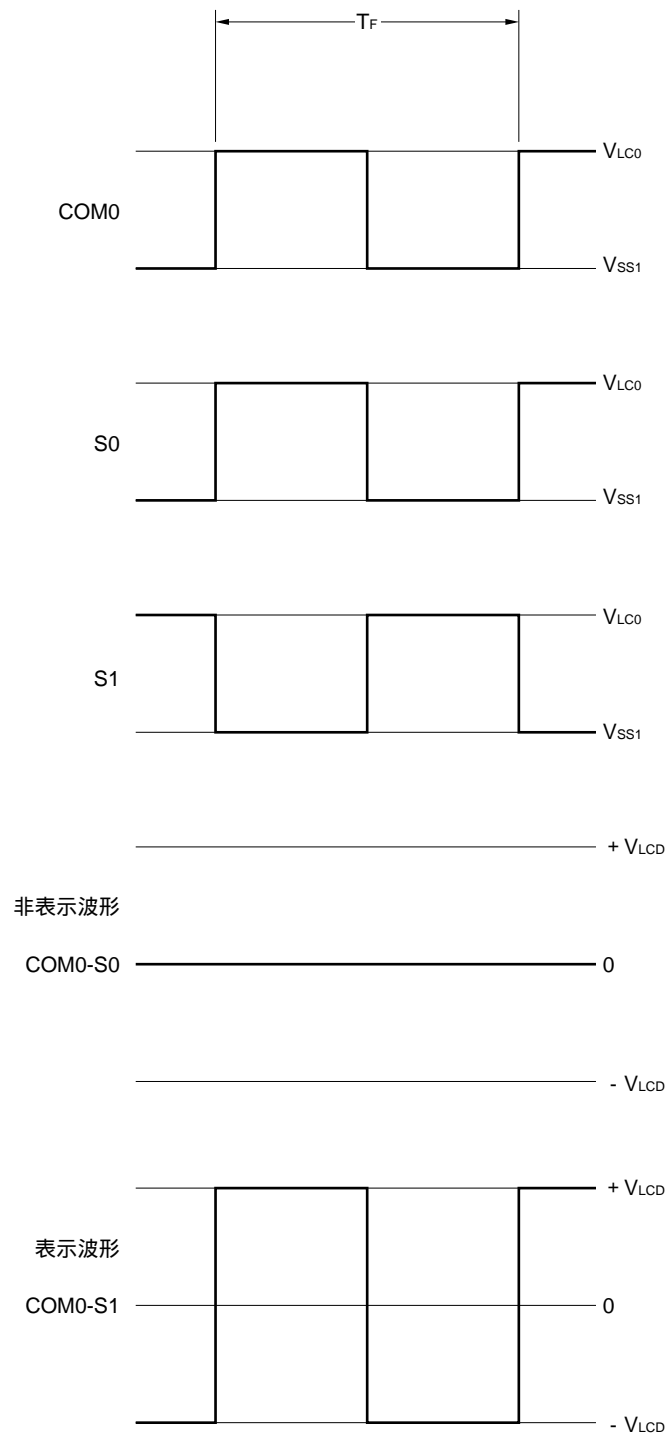 TF
VLC0
COM0
VSS1
VLC0
S0
VSS1
VLC0
S1
VSS1
+ VLCD
非表示波形
COM0-S0
0
- VLCD
+ VLCD
表示波形
COM0-S1
0
- VLCD